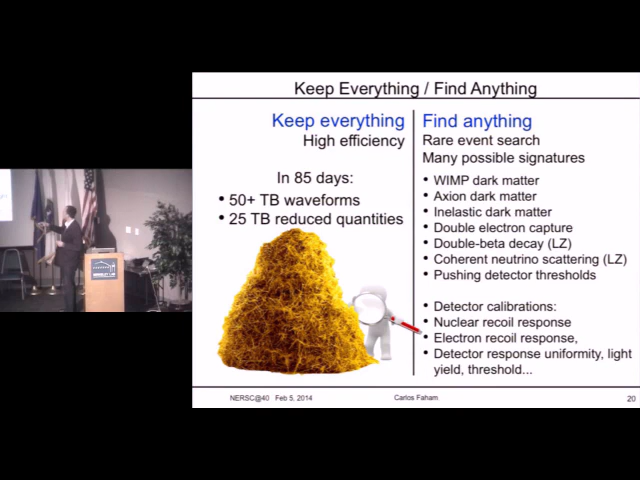 Keep Everything / Find Anything
Keep everything
High efficiency
In 85 days:
• 50+ TB waveforms
• 25 TB reduced quantities
Find anything
Rare event search
Many possible signatures
• WIMP dark matter
• Axion dark matter
• Inelastic dark matter
• Double electron capture
• Double-beta decay (LZ)
• Coherent neutrino scattering (LZ)
• Pushing detector thresholds
• Detector calibrations:
• Nuclear recoil response
• Electron recoil response,
• Detector response uniformity, light
yield, threshold...
NERSC@40 Feb 5, 2014
Carlos Faham
20